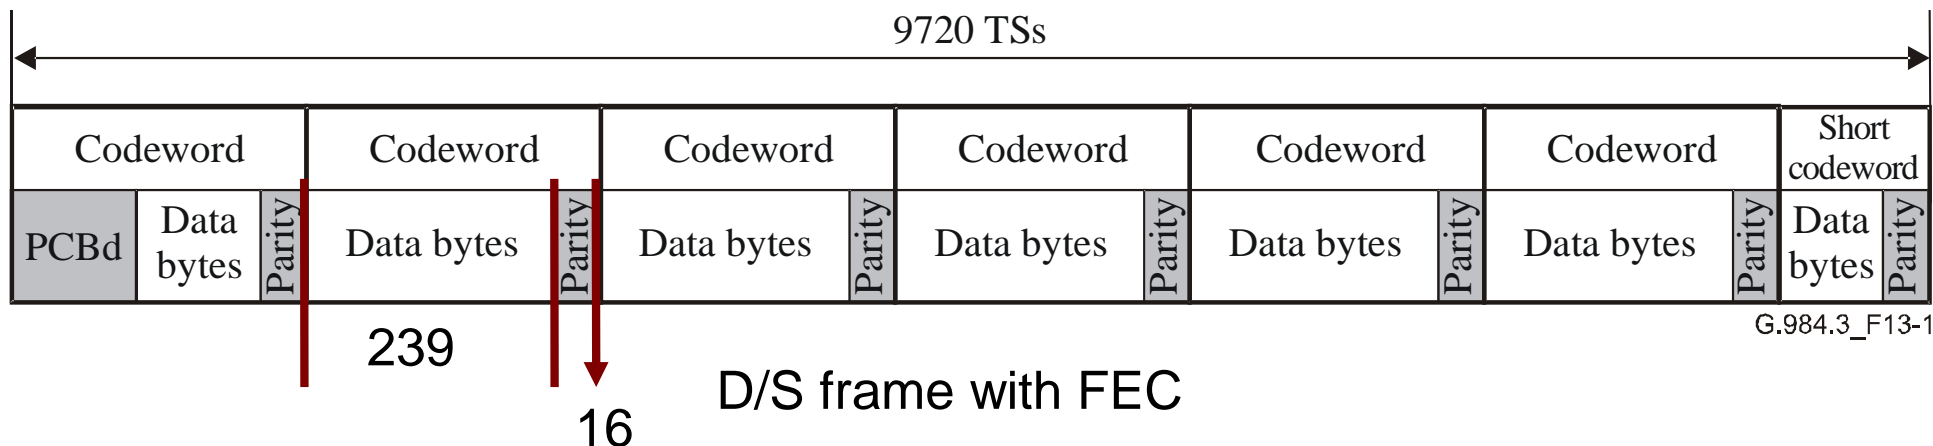 9720 TSs
Codeword Codeword Codeword Codeword Codeword Codeword Short codeword
PCBd Data bytes Parity Data bytes Parity Data bytes Parity Data bytes Parity Data bytes Parity Data bytes Parity Data bytes Parity
G.984.3_F13-1
239
D/S frame with FEC
16